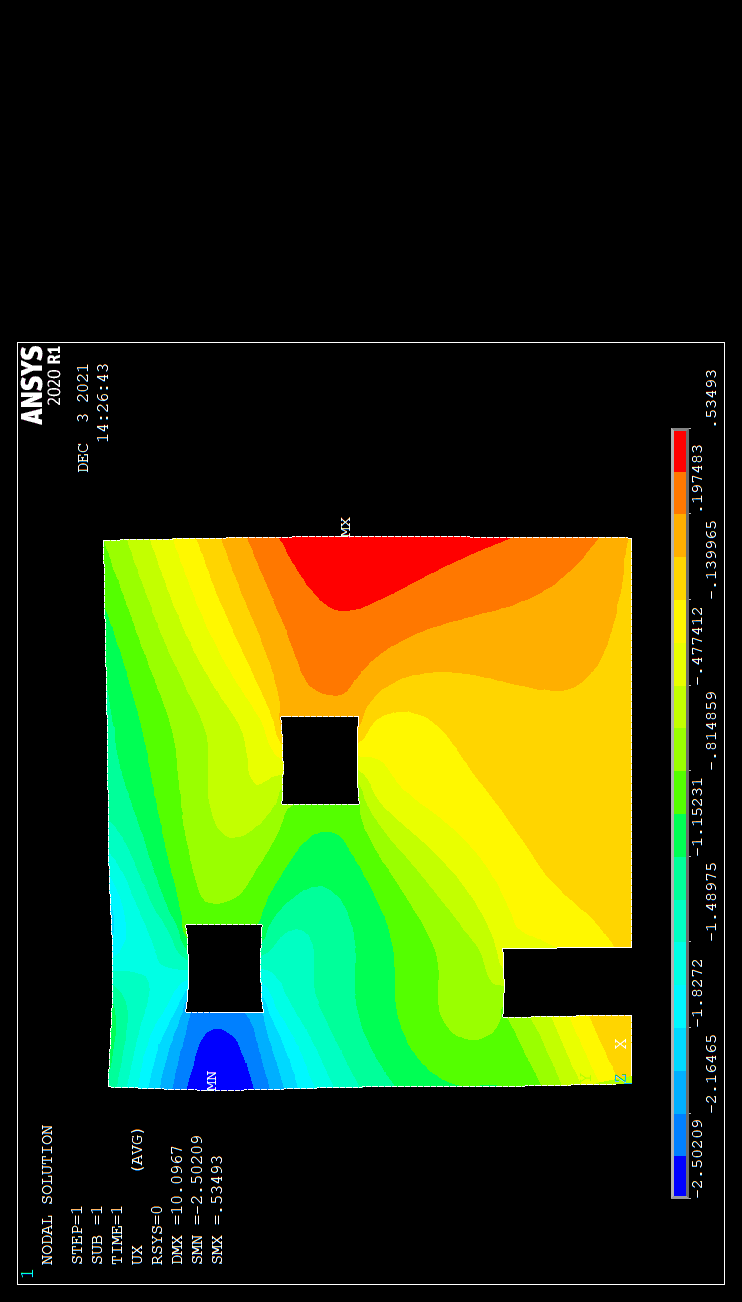 1
NODAL SOLUTION
STEP=1
SUB =1
TIME=1
UX (AVG)
RSYS=0
DMX =10.0967
SMN =-2.50209
SMX =.53493
ANSYS
2020 R1
DEC 3 2021
14:26:43
MX
MN
X
Z
-2.50209
-2.16465
-1.8272
-1.48975
-1.15231
-.814859
-.477412
-.139965
.197483
.53493